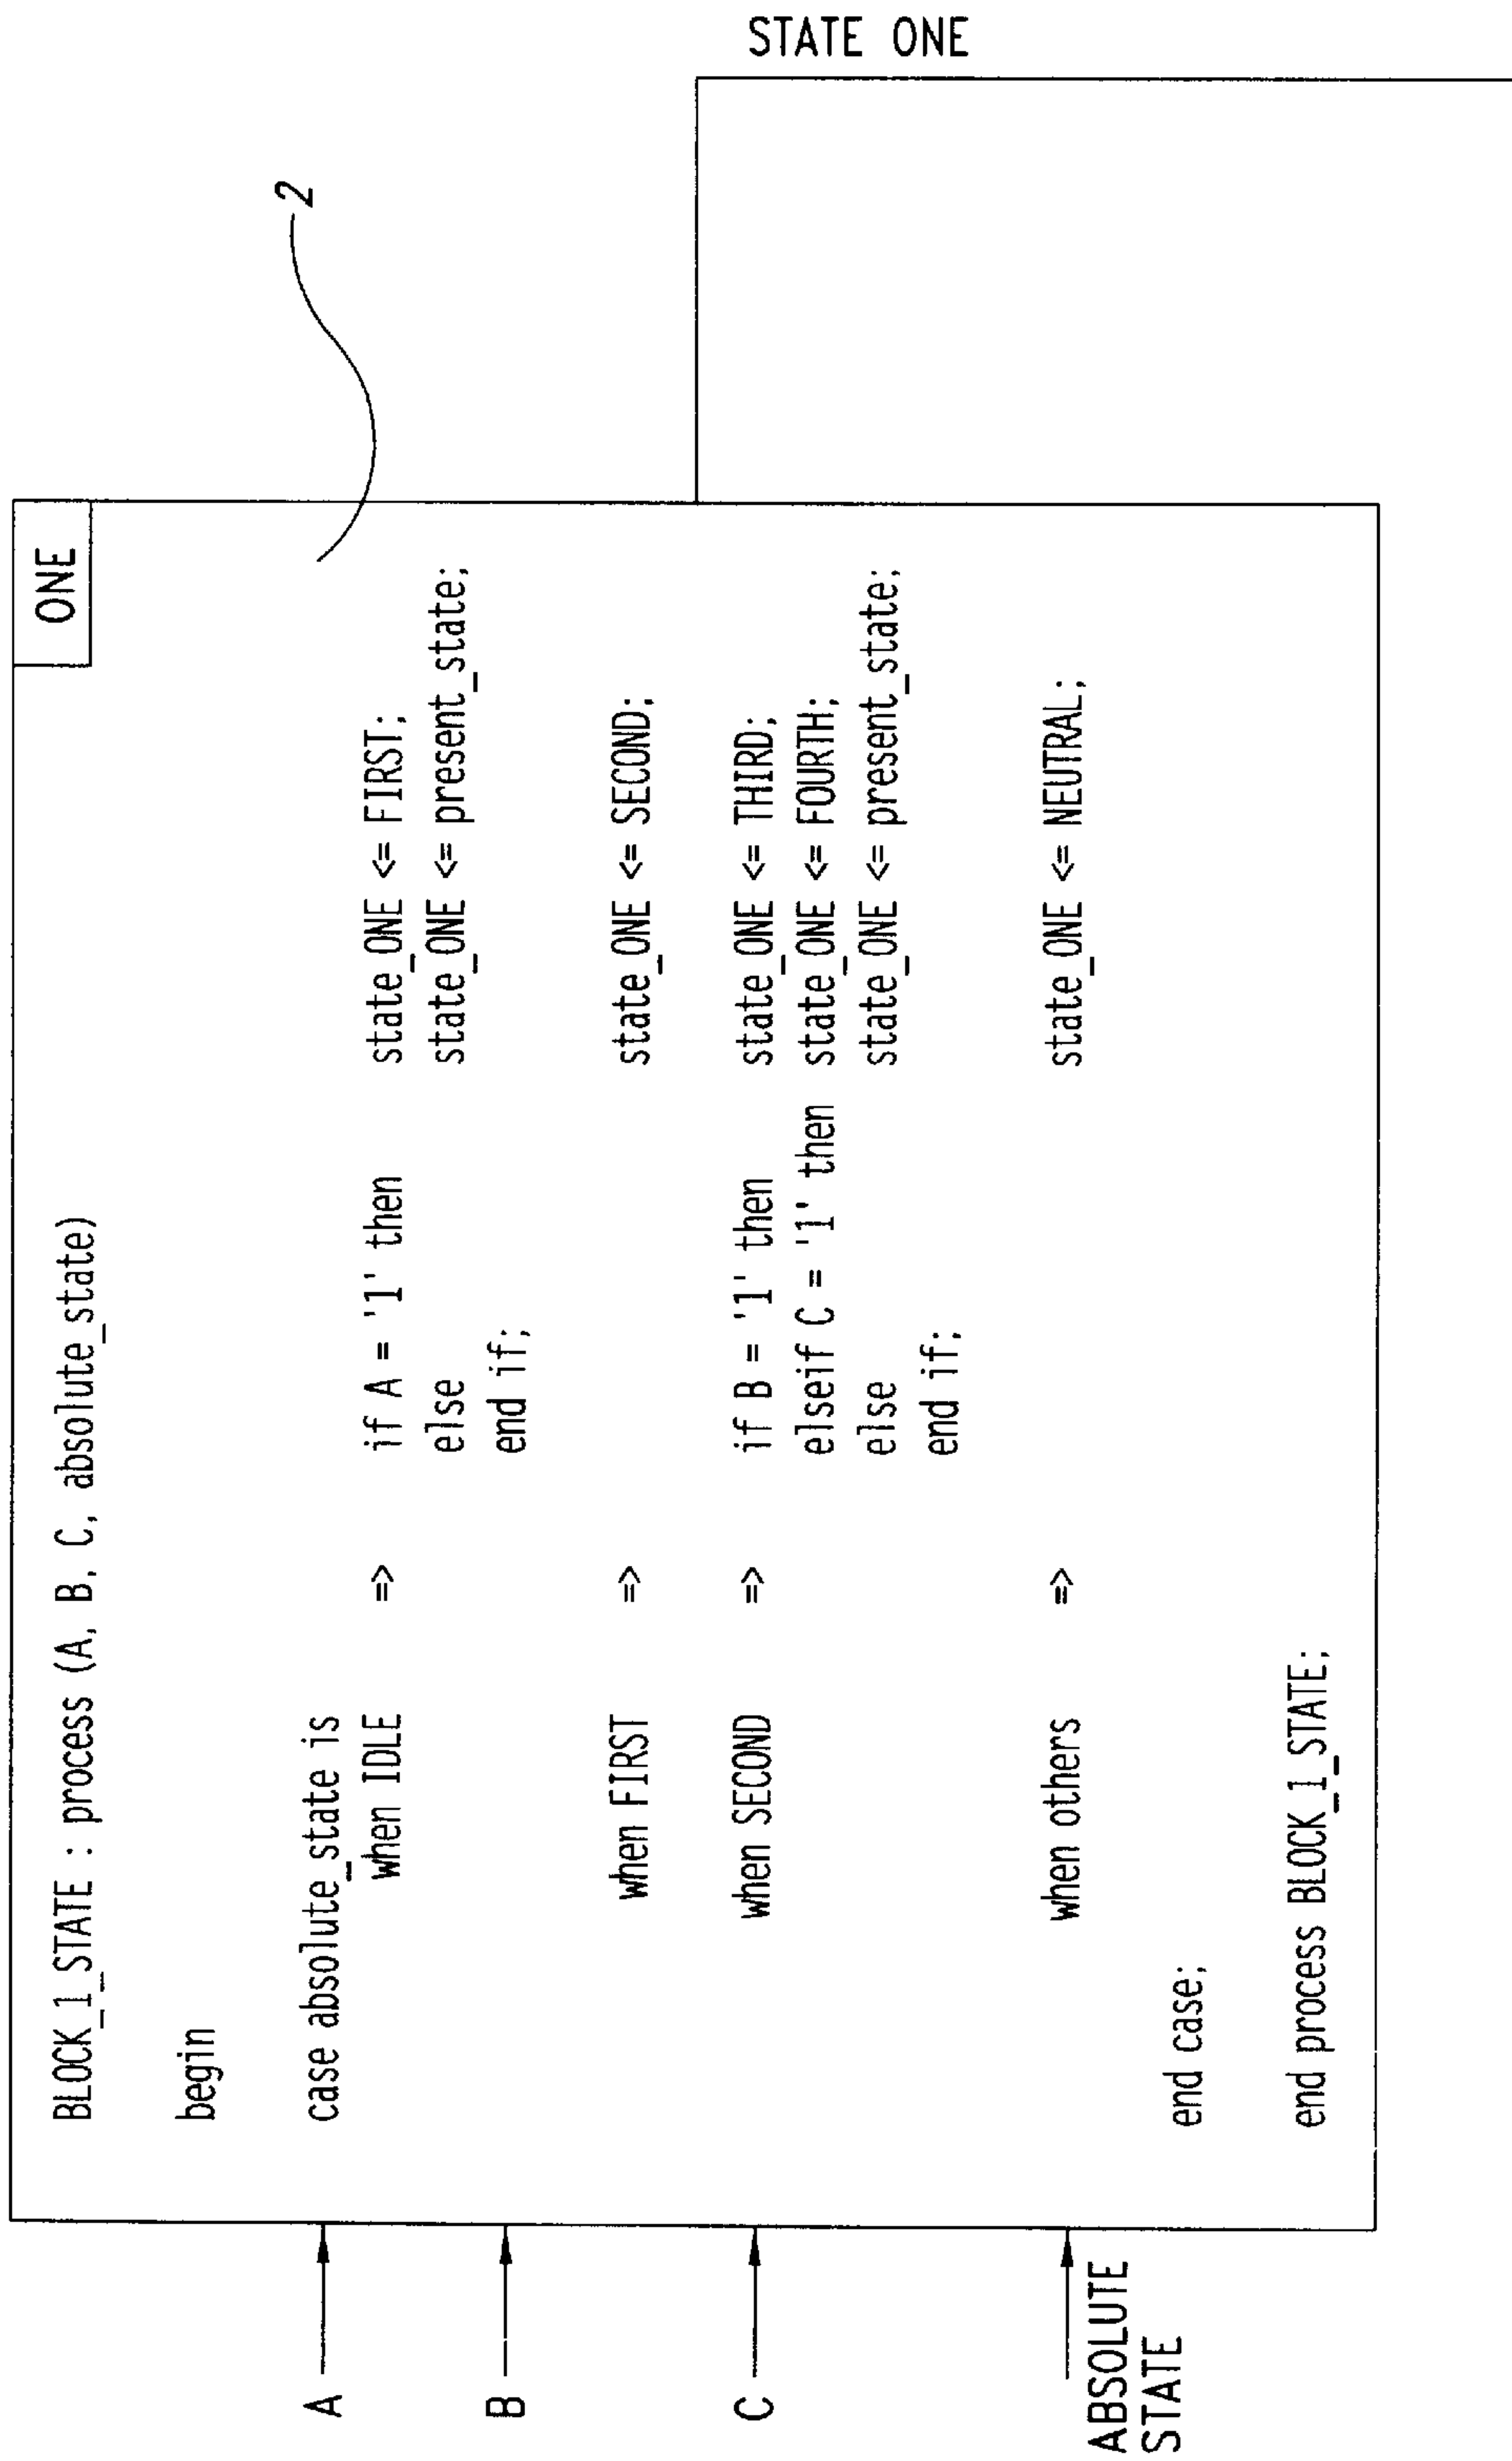 ONE
BLOCK_1_STATE : process (A, B, C, absolute_state)
begin
case absolute_state is
when IDLE => if A = '1' then state_ONE <= FIRST;
else state_ONE <= present_state;
end if;
when FIRST => state_ONE <= SECOND;
when SECOND => if B = '1' then state_ONE <= THIRD;
elseif C = '1' then state_ONE <= FOURTH;
else state_ONE <= present_state;
end if;
when others => state_ONE <= NEUTRAL;
end case;
end process BLOCK_1_STATE;
A
B
C
ABSOLUTE
STATE
2
STATE ONE